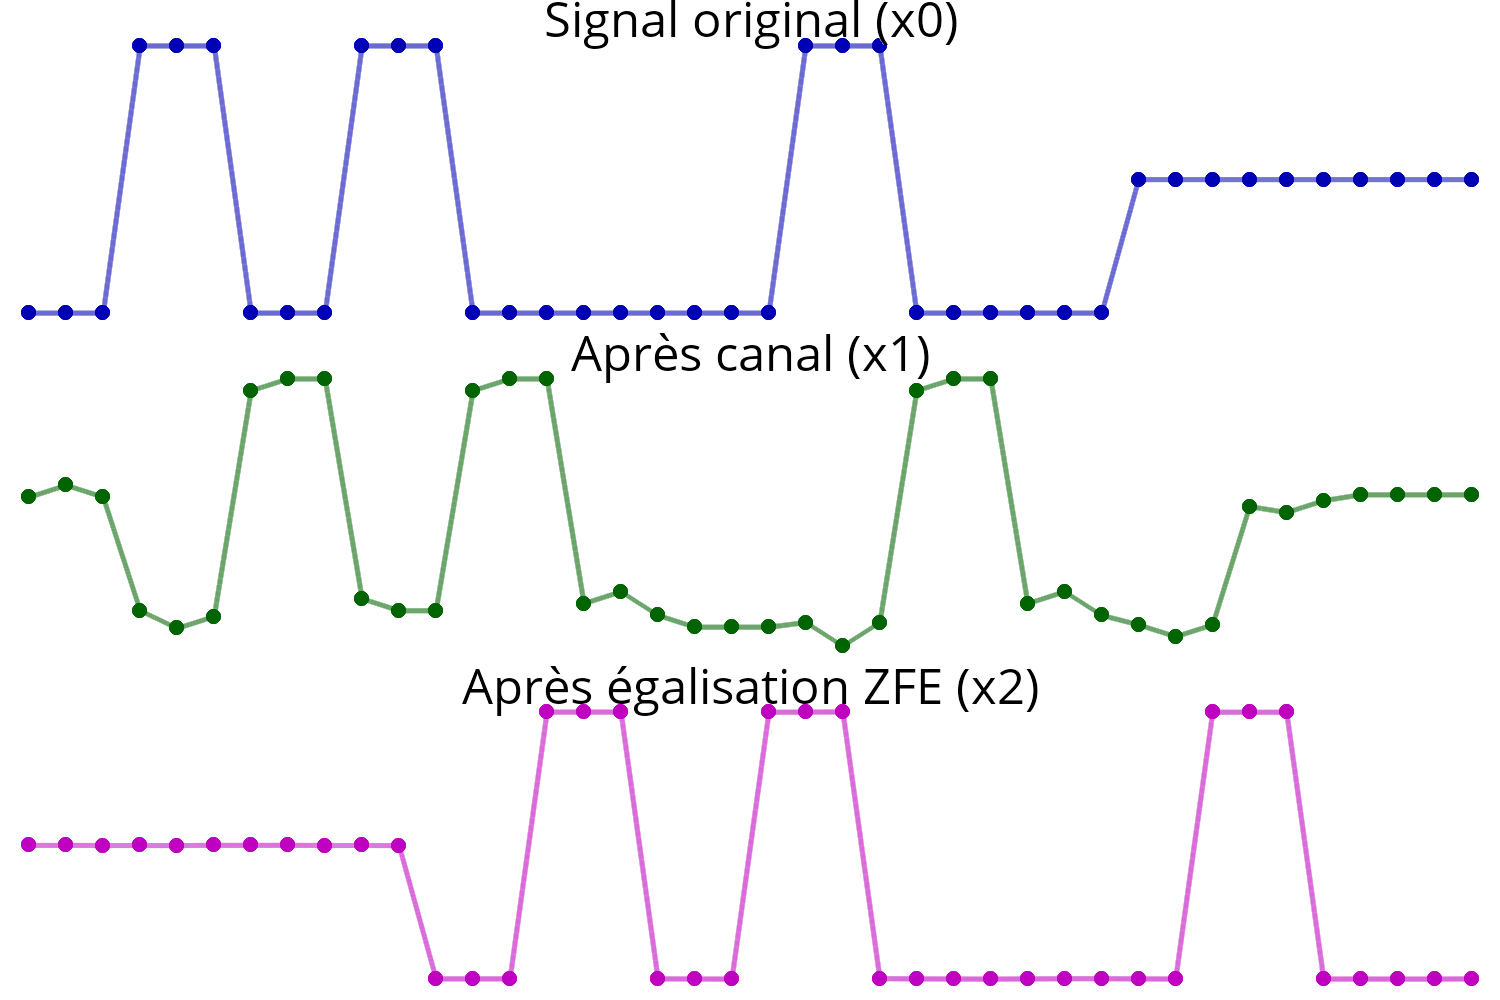 Signal original (x0)
Après canal (x1)
Après égalisation ZFE (x2)